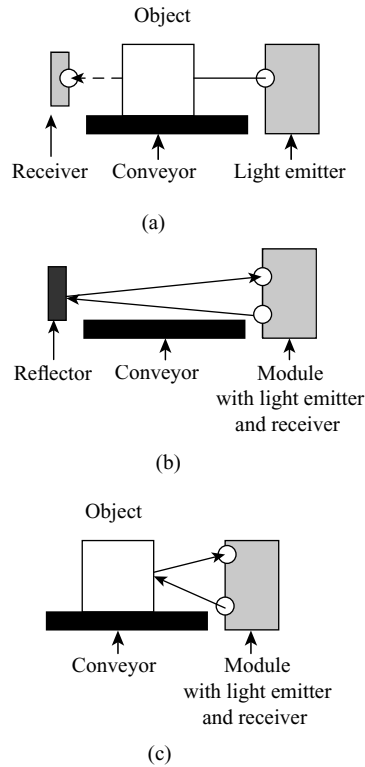 Object
Receiver
Conveyor
Light emitter
(a)
Reflector
Conveyor
Module
with light emitter
and receiver
(b)
Object
Conveyor
Module
with light emitter
and receiver
(c)